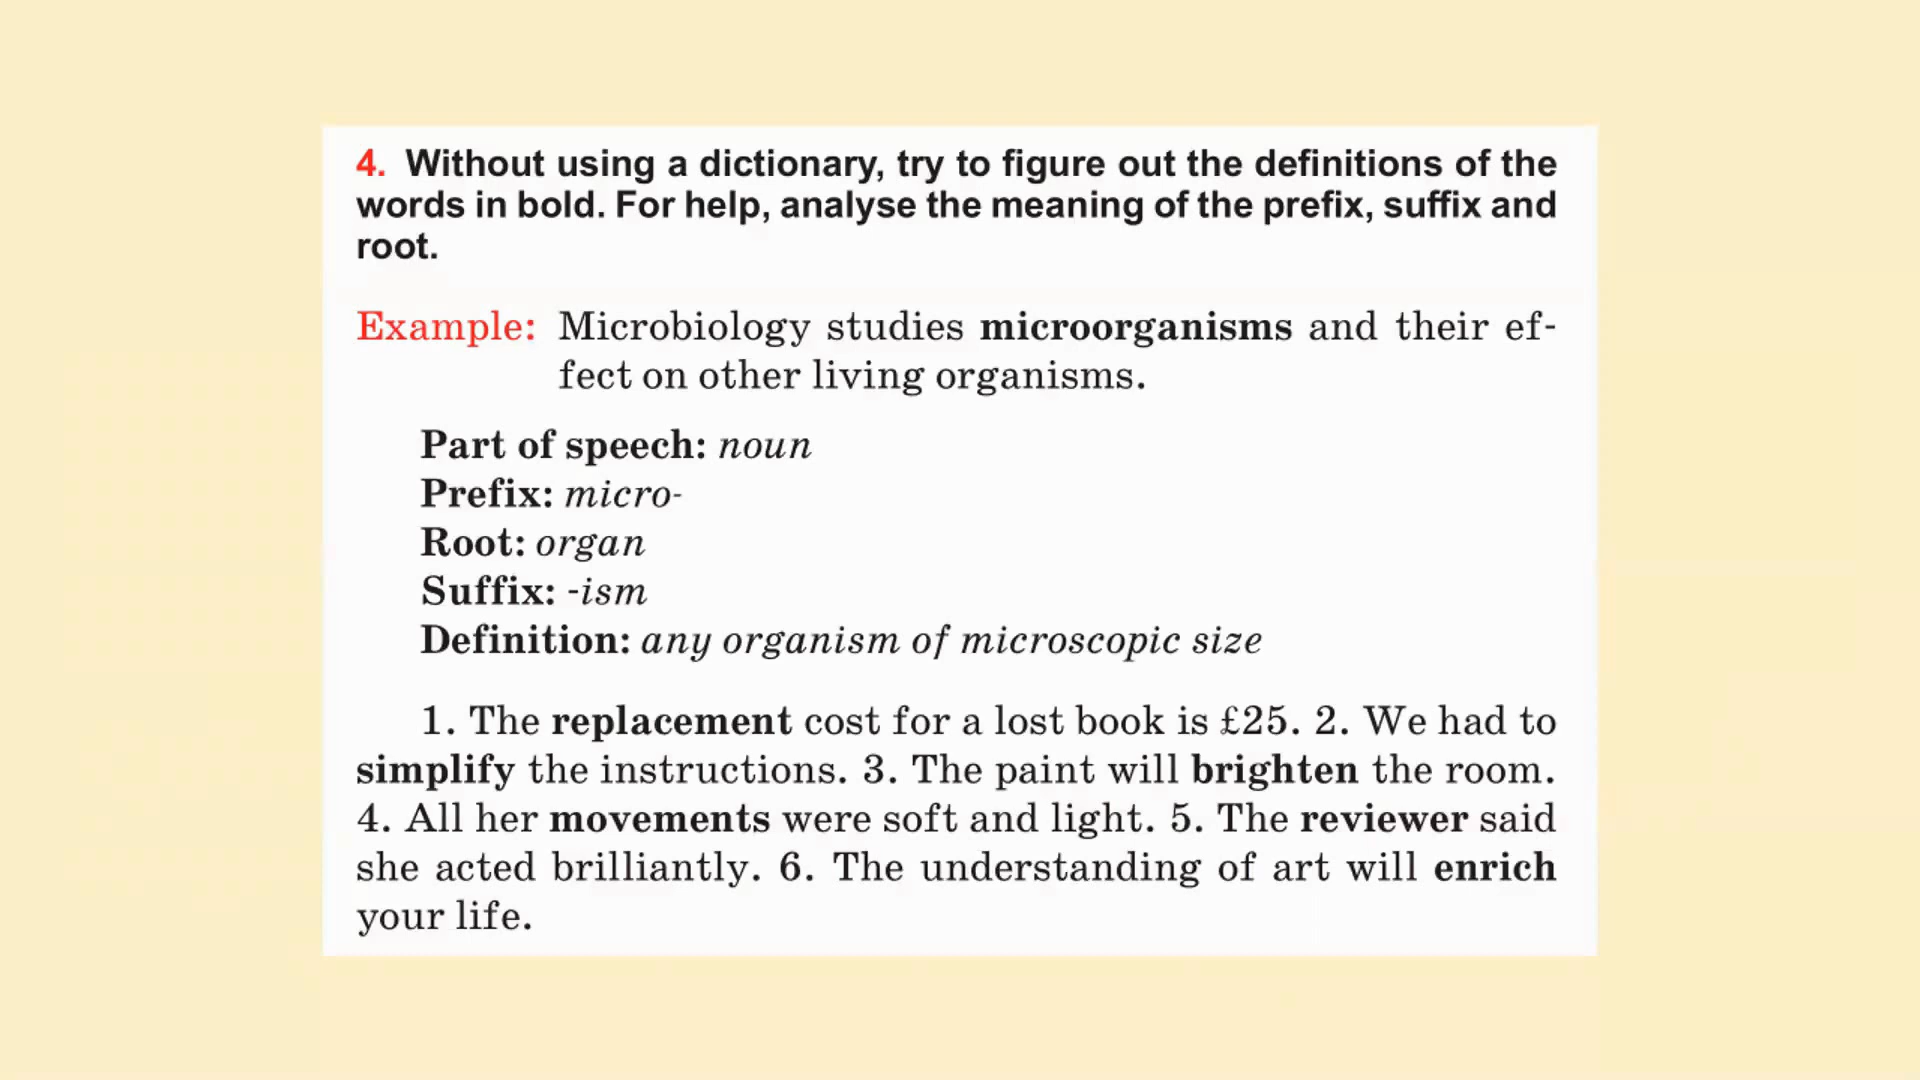 4. Without using a dictionary, try to figure out the definitions of the
words in bold. For help, analyse the meaning of the prefix, suffix and
root.
Example: Microbiology studies microorganisms and their ef-
fect on other living organisms.
Part of speech: noun
Prefix: micro-
Root: organ
Suffix: -ism
Definition: any organism of microscopic size
1. The replacement cost for a lost book is £25. 2. We had to
simplify the instructions. 3. The paint will brighten the room.
4. All her movements were soft and light. 5. The reviewer said
she acted brilliantly. 6. The understanding of art will enrich
your life.